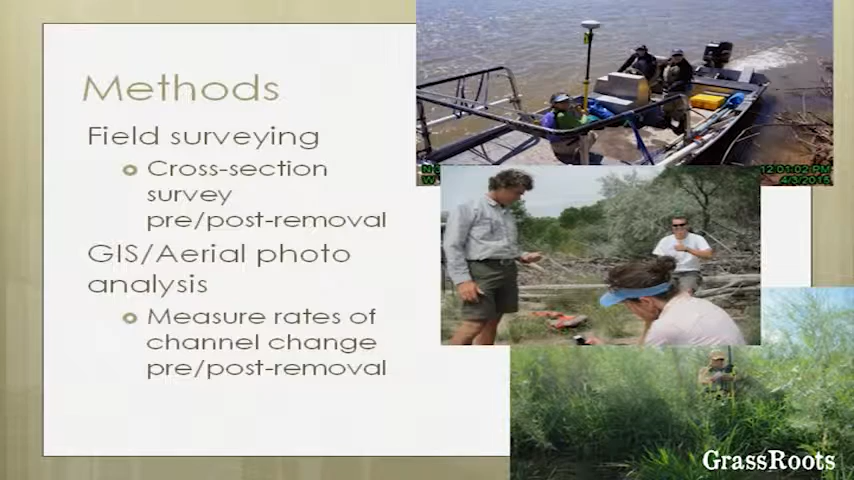 Methods
Field surveying
Cross-section
survey
pre/post-removal
GIS/Aerial photo
analysis
Measure rates of
channel change
pre/post-removal
12:01:02 PM
4/3/2015
GrassRoots